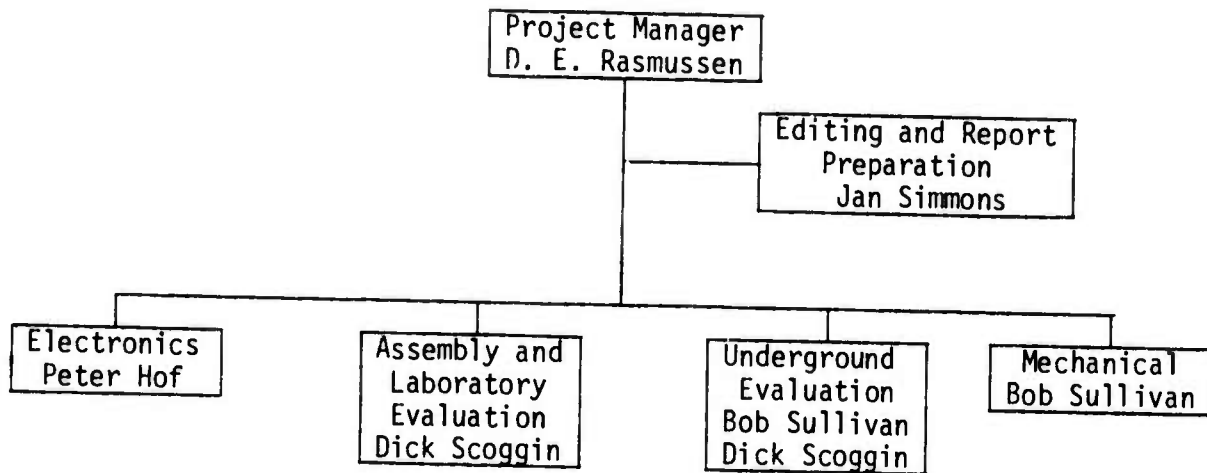 Project Manager
D. E. Rasmussen
Editing and Report
Preparation
Jan Simmons
Electronics
Peter Hof
Assembly and
Laboratory
Evaluation
Dick Scoggin
Underground
Evaluation
Bob Sullivan
Dick Scoggin
Mechanical
Bob Sullivan